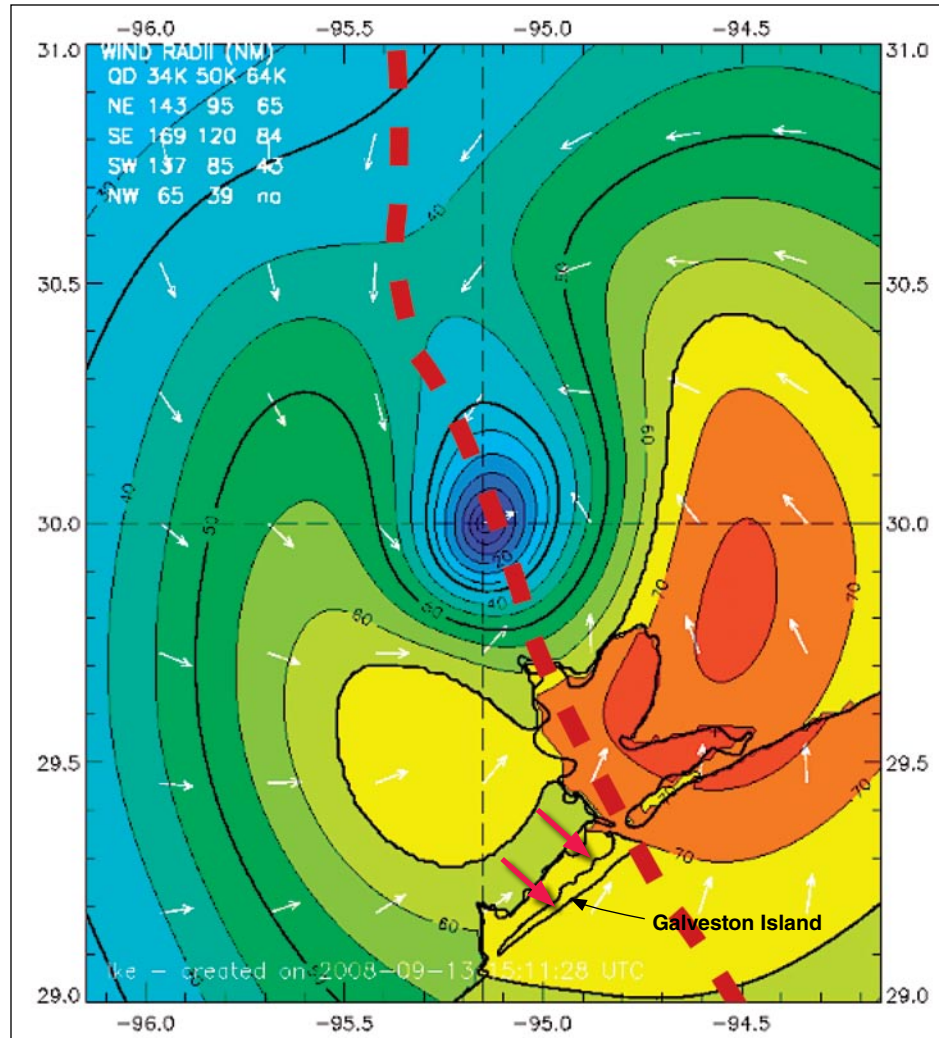 −96.0 −95.5 −95.0 −94.5
31.0 31.0
WIND RADII (NM)
QD 34K 50K 64K
NE 143 95 65
SE 169 120 84
SW 137 85 43
NW 65 39 na
30
40
30.5 30.5
50
60
40
50
30.0 30.0
20
40
50
60
70
70
29.5 29.5
70
70
60
60
Galveston Island
Ike − created on 2008−09−13 15:11:28 UTC
29.0 29.0
−96.0 −95.5 −95.0 −94.5